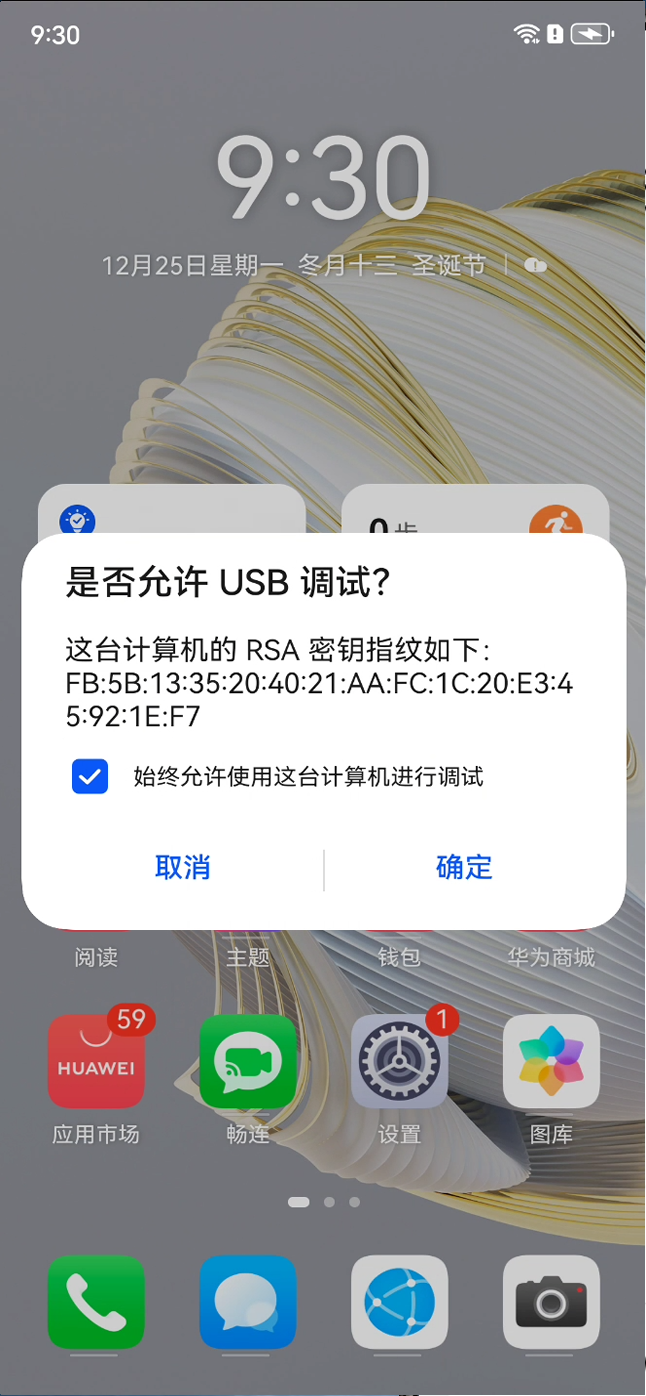 9:30
9:30
12月25日星期一 冬月十三 圣诞节
0步
是否允许 USB 调试？
这台计算机的 RSA 密钥指纹如下：
FB:5B:13:35:20:40:21:AA:FC:1C:20:E3:4
5:92:1E:F7
始终允许使用这台计算机进行调试
取消 确定
阅读 主题 钱包 华为商城
59 1
HUAWEI
应用市场 畅连 设置 图库